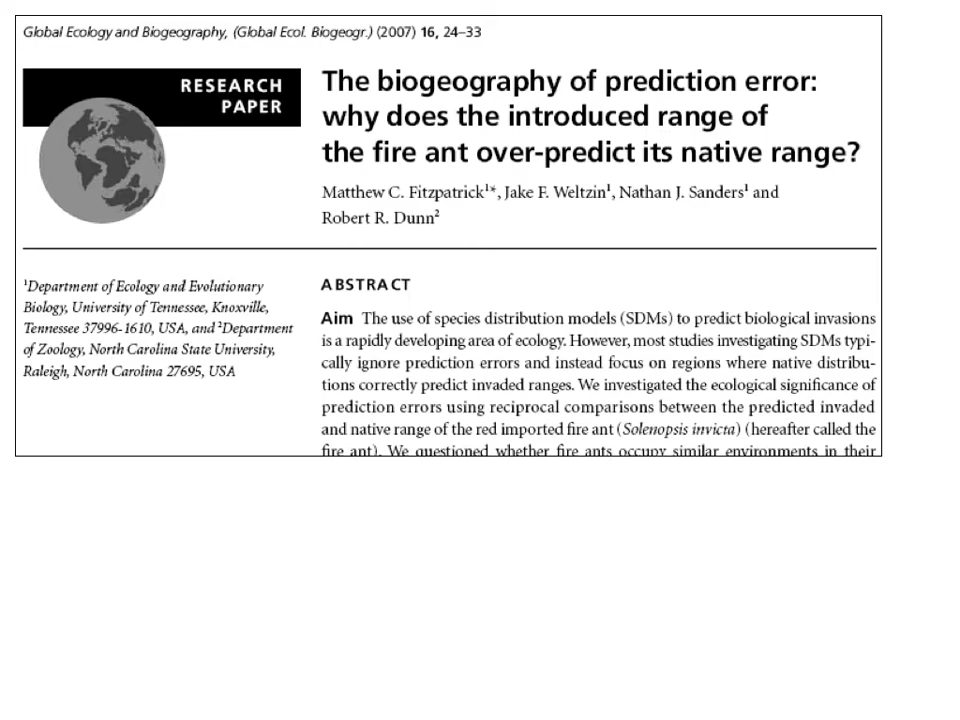 Global Ecology and Biogeography, (Global Ecol. Biogeogr.) (2007) 16, 24–33
RESEARCH
PAPER
The biogeography of prediction error:
why does the introduced range of
the fire ant over-predict its native range?
Matthew C. Fitzpatrick¹*, Jake F. Weltzin¹, Nathan J. Sanders¹ and
Robert R. Dunn²
¹Department of Ecology and Evolutionary
Biology, University of Tennessee, Knoxville,
Tennessee 37996-1610, USA, and ²Department
of Zoology, North Carolina State University,
Raleigh, North Carolina 27695, USA
ABSTRACT
Aim The use of species distribution models (SDMs) to predict biological invasions
is a rapidly developing area of ecology. However, most studies investigating SDMs typi-
cally ignore prediction errors and instead focus on regions where native distribu-
tions correctly predict invaded ranges. We investigated the ecological significance of
prediction errors using reciprocal comparisons between the predicted invaded
and native range of the red imported fire ant (Solenopsis invicta) (hereafter called the
fire ant). We questioned whether fire ants occupy similar environments in their